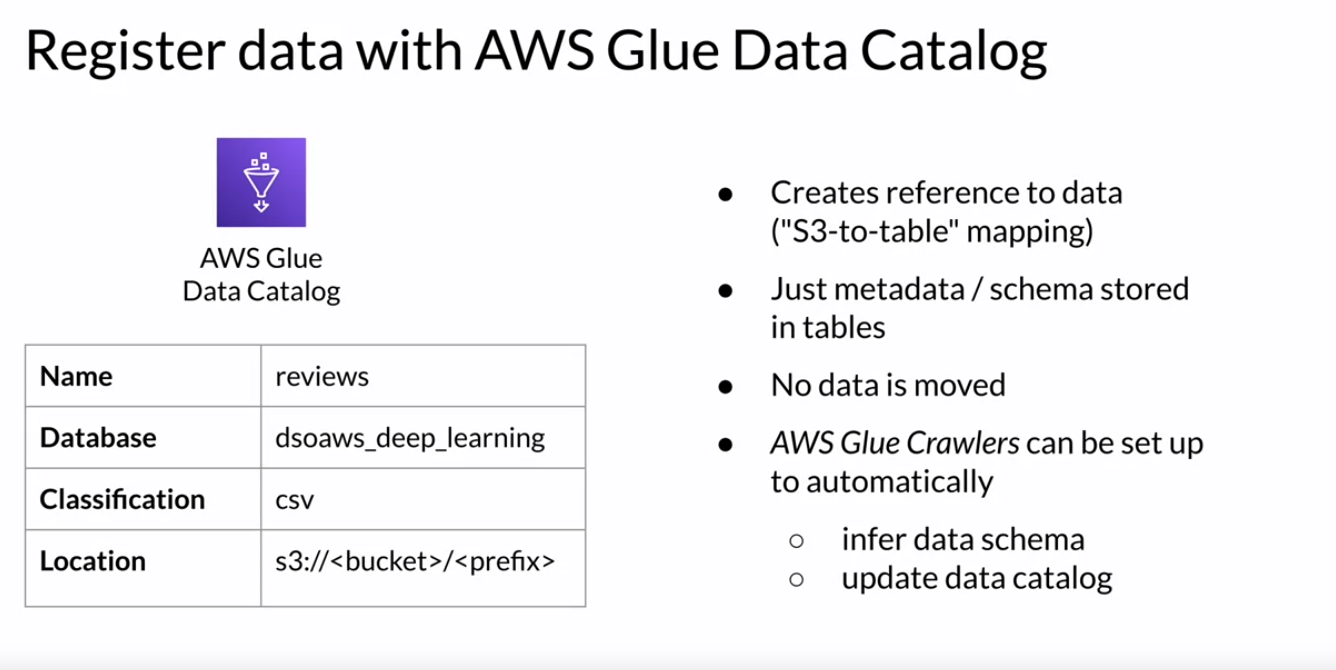 Register data with AWS Glue Data Catalog
AWS Glue
Data Catalog
Name reviews
Database dsoaws_deep_learning
Classification csv
Location s3://<bucket>/<prefix>
● Creates reference to data
("S3-to-table" mapping)
● Just metadata / schema stored
in tables
● No data is moved
● AWS Glue Crawlers can be set up
to automatically
○ infer data schema
○ update data catalog